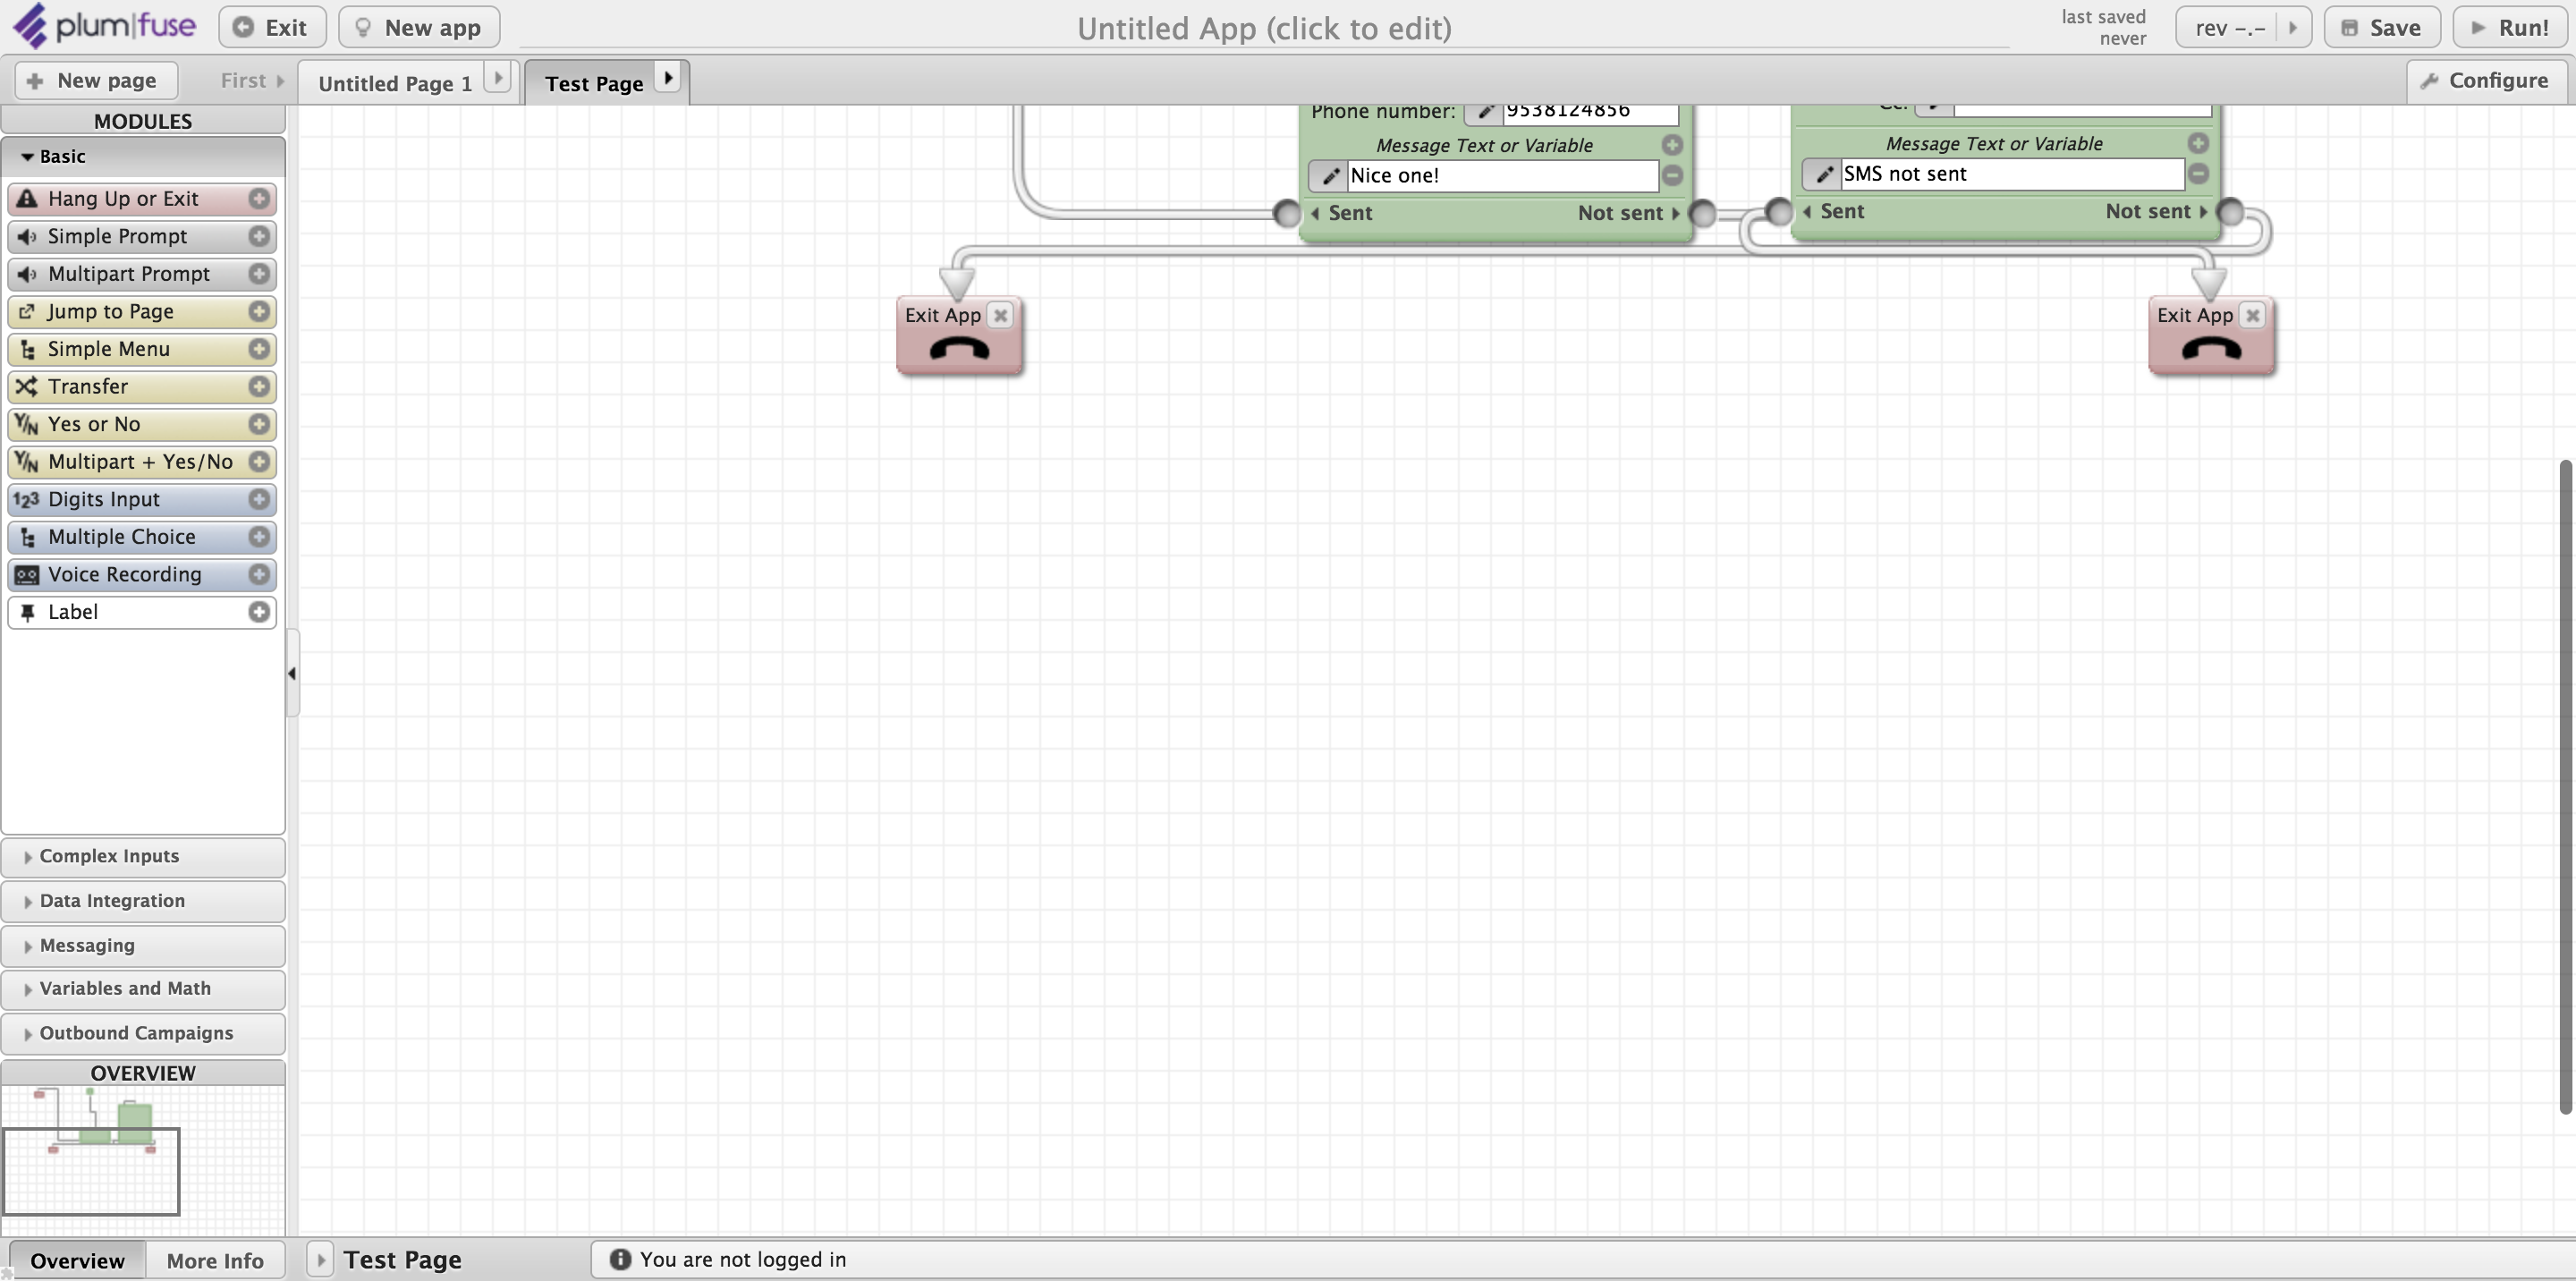 plum|fuse
Exit
New app
Untitled App (click to edit)
last saved
never
rev -.-
Save
Run!
New page
First
Untitled Page 1
Test Page
Configure
MODULES
Basic
Hang Up or Exit
Simple Prompt
Multipart Prompt
Jump to Page
Simple Menu
Transfer
Y/N Yes or No
Y/N Multipart + Yes/No
123 Digits Input
Multiple Choice
Voice Recording
Label
Complex Inputs
Data Integration
Messaging
Variables and Math
Outbound Campaigns
OVERVIEW
Overview
More Info
Phone number: 9538124856
Message Text or Variable
Nice one!
Sent
Not sent
Message Text or Variable
SMS not sent
Sent
Not sent
Exit App
Exit App
Test Page
You are not logged in